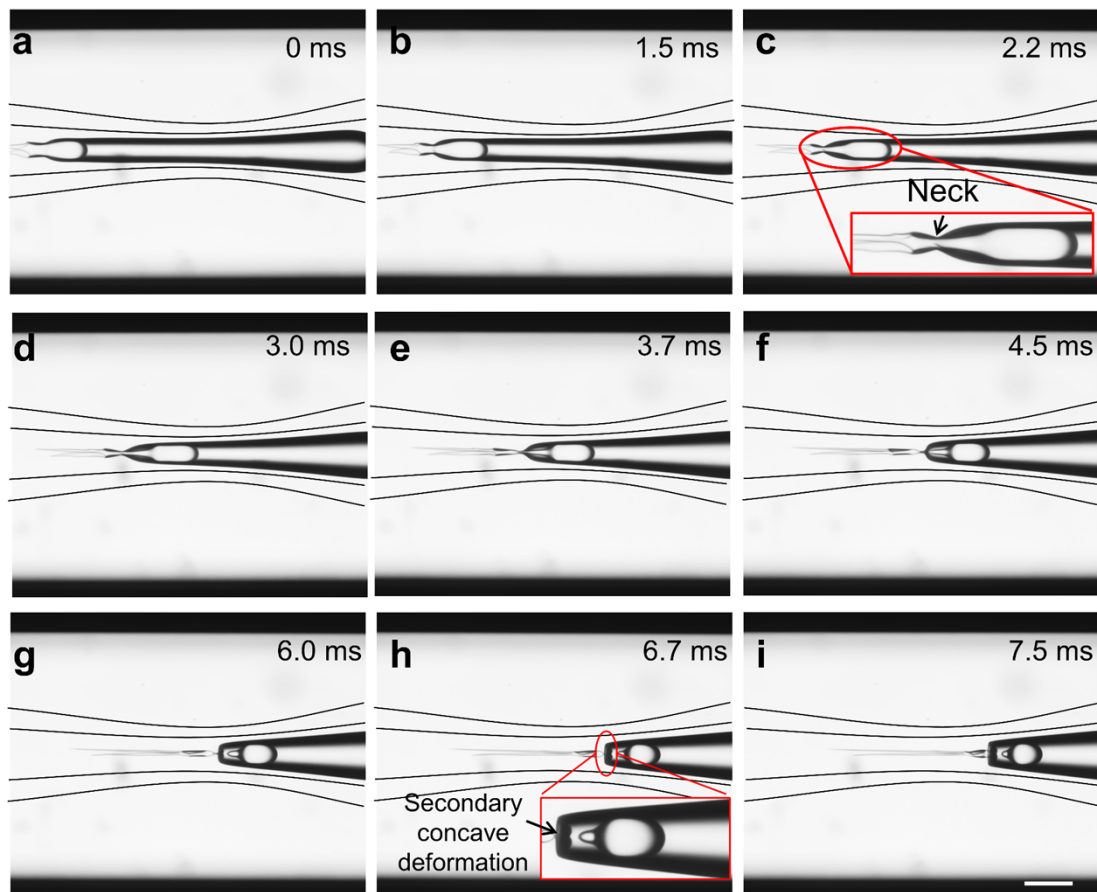 a
0 ms
b
1.5 ms
c
2.2 ms
Neck
d
3.0 ms
e
3.7 ms
f
4.5 ms
g
6.0 ms
h
6.7 ms
Secondary
concave
deformation
i
7.5 ms